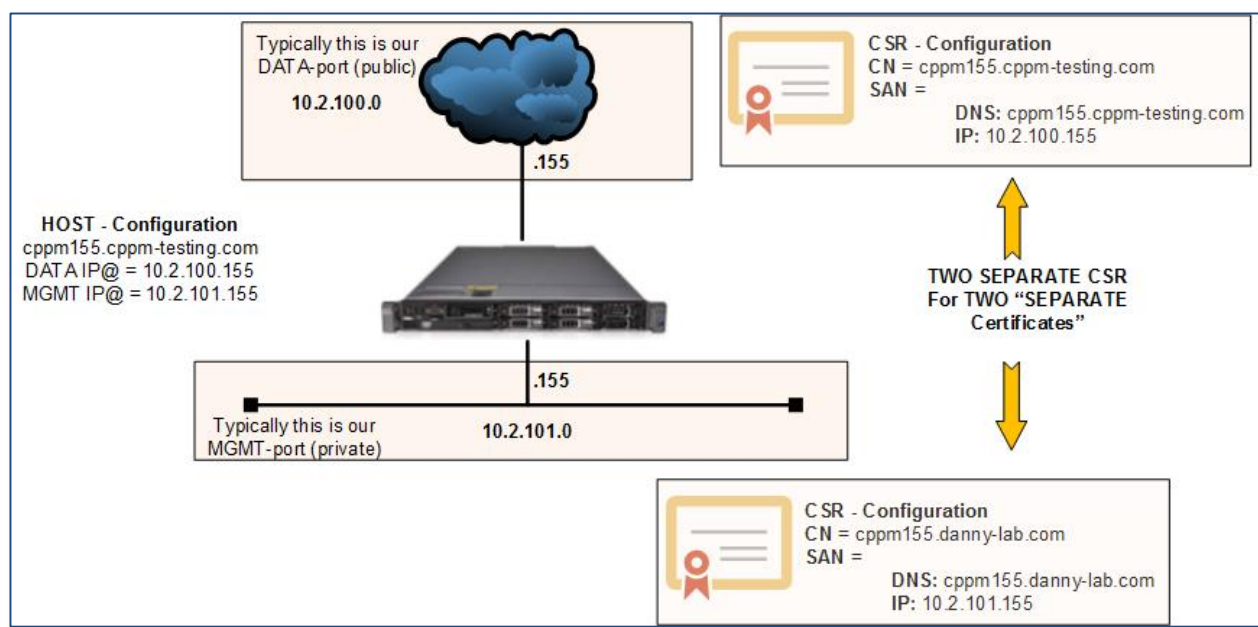 Typically this is our
DATA-port (public)
10.2.100.0
.155
CSR - Configuration
CN = cppm155.cppm-testing.com
SAN =
DNS: cppm155.cppm-testing.com
IP: 10.2.100.155
HOST - Configuration
cppm155.cppm-testing.com
DATA IP@ = 10.2.100.155
MGMT IP@ = 10.2.101.155
TWO SEPARATE CSR
For TWO “SEPARATE
Certificates”
.155
Typically this is our
MGMT-port (private)
10.2.101.0
CSR - Configuration
CN = cppm155.danny-lab.com
SAN =
DNS: cppm155.danny-lab.com
IP: 10.2.101.155